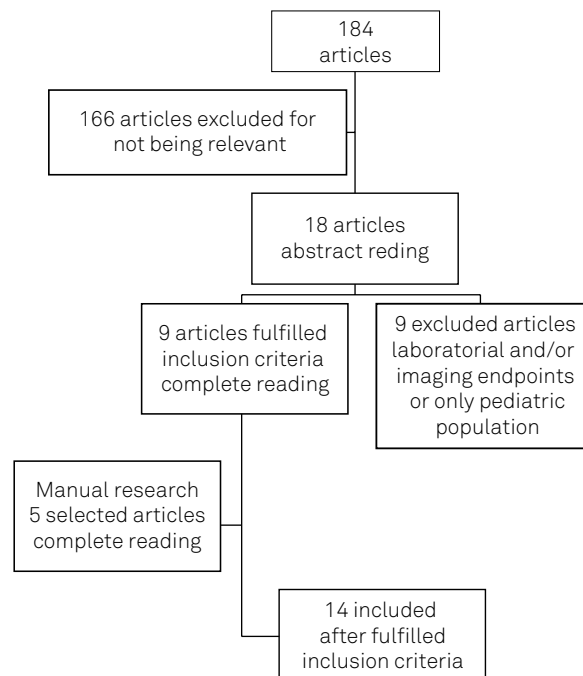 184
articles
166 articles excluded for
not being relevant
18 articles
abstract reding
9 articles fulfilled
inclusion criteria
complete reading
9 excluded articles
laboratorial and/or
imaging endpoints
or only pediatric
population
Manual research
5 selected articles
complete reading
14 included
after fulfilled
inclusion criteria